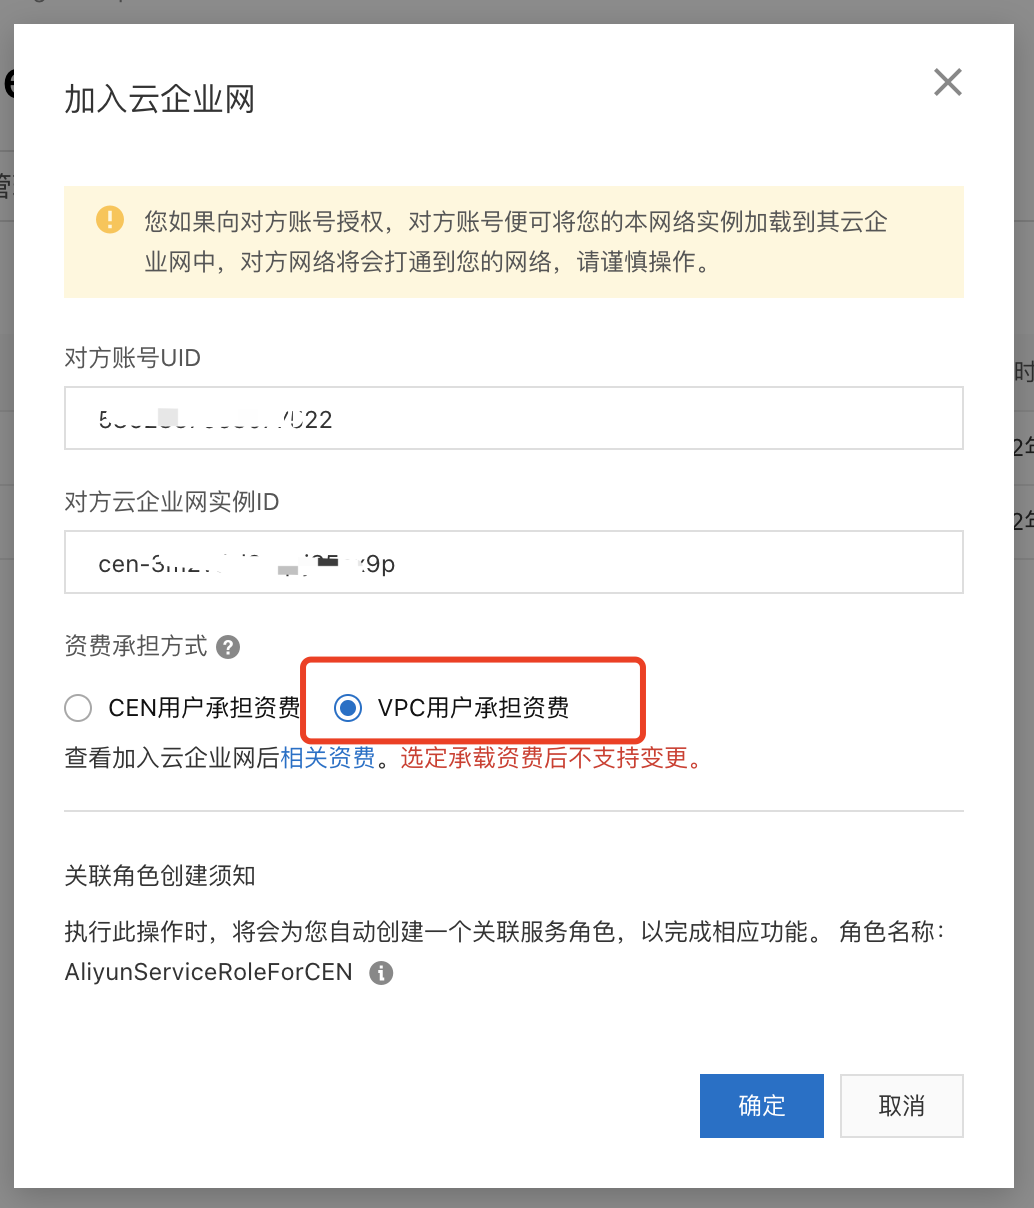 加入云企业网
您如果向对方账号授权，对方账号便可将您的本网络实例加载到其云企
业网中，对方网络将会打通到您的网络，请谨慎操作。
对方账号UID
522
对方云企业网实例ID
cen-
9p
资费承担方式
CEN用户承担资费
VPC用户承担资费
查看加入云企业网后相关资费。选定承载资费后不支持变更。
关联角色创建须知
执行此操作时，将会为您自动创建一个关联服务角色，以完成相应功能。 角色名称：
AliyunServiceRoleForCEN
确定
取消